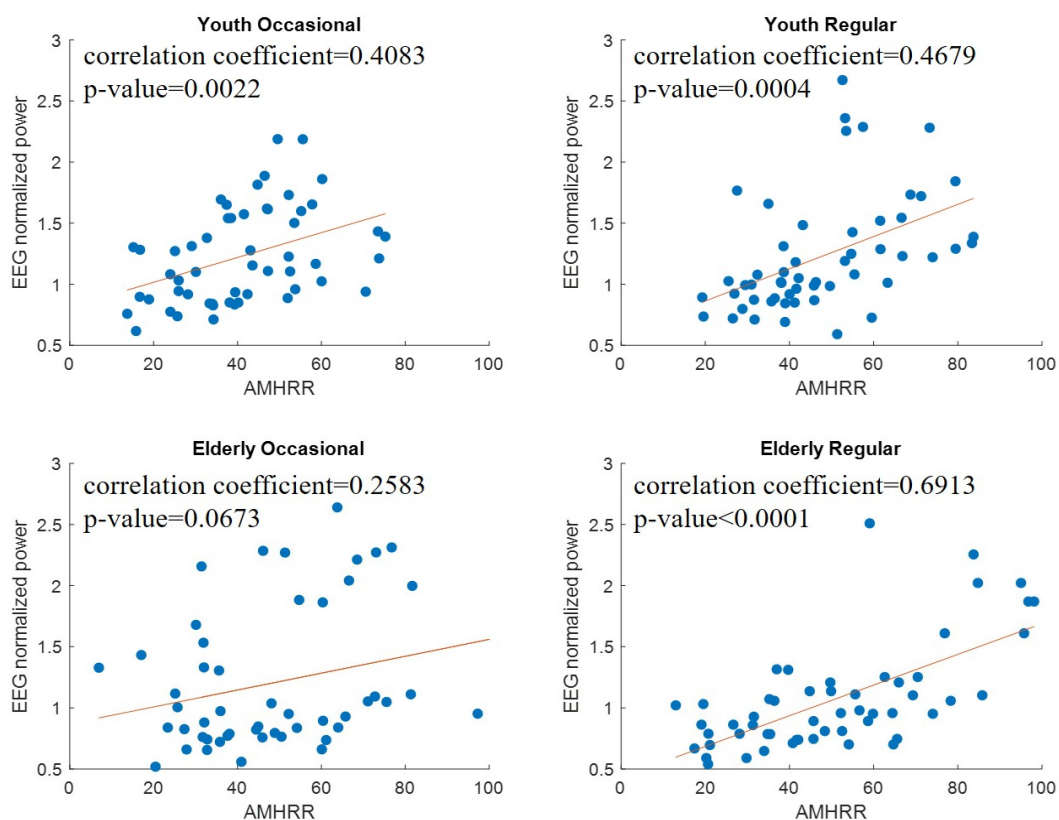 Youth Occasional
correlation coefficient=0.4083
p-value=0.0022
EEG normalized power
3
2.5
2
1.5
1
0.5
0 20 40 60 80 100
AMHRR
Youth Regular
correlation coefficient=0.4679
p-value=0.0004
EEG normalized power
3
2.5
2
1.5
1
0.5
0 20 40 60 80 100
AMHRR
Elderly Occasional
correlation coefficient=0.2583
p-value=0.0673
EEG normalized power
3
2.5
2
1.5
1
0.5
0 20 40 60 80 100
AMHRR
Elderly Regular
correlation coefficient=0.6913
p-value<0.0001
EEG normalized power
3
2.5
2
1.5
1
0.5
0 20 40 60 80 100
AMHRR